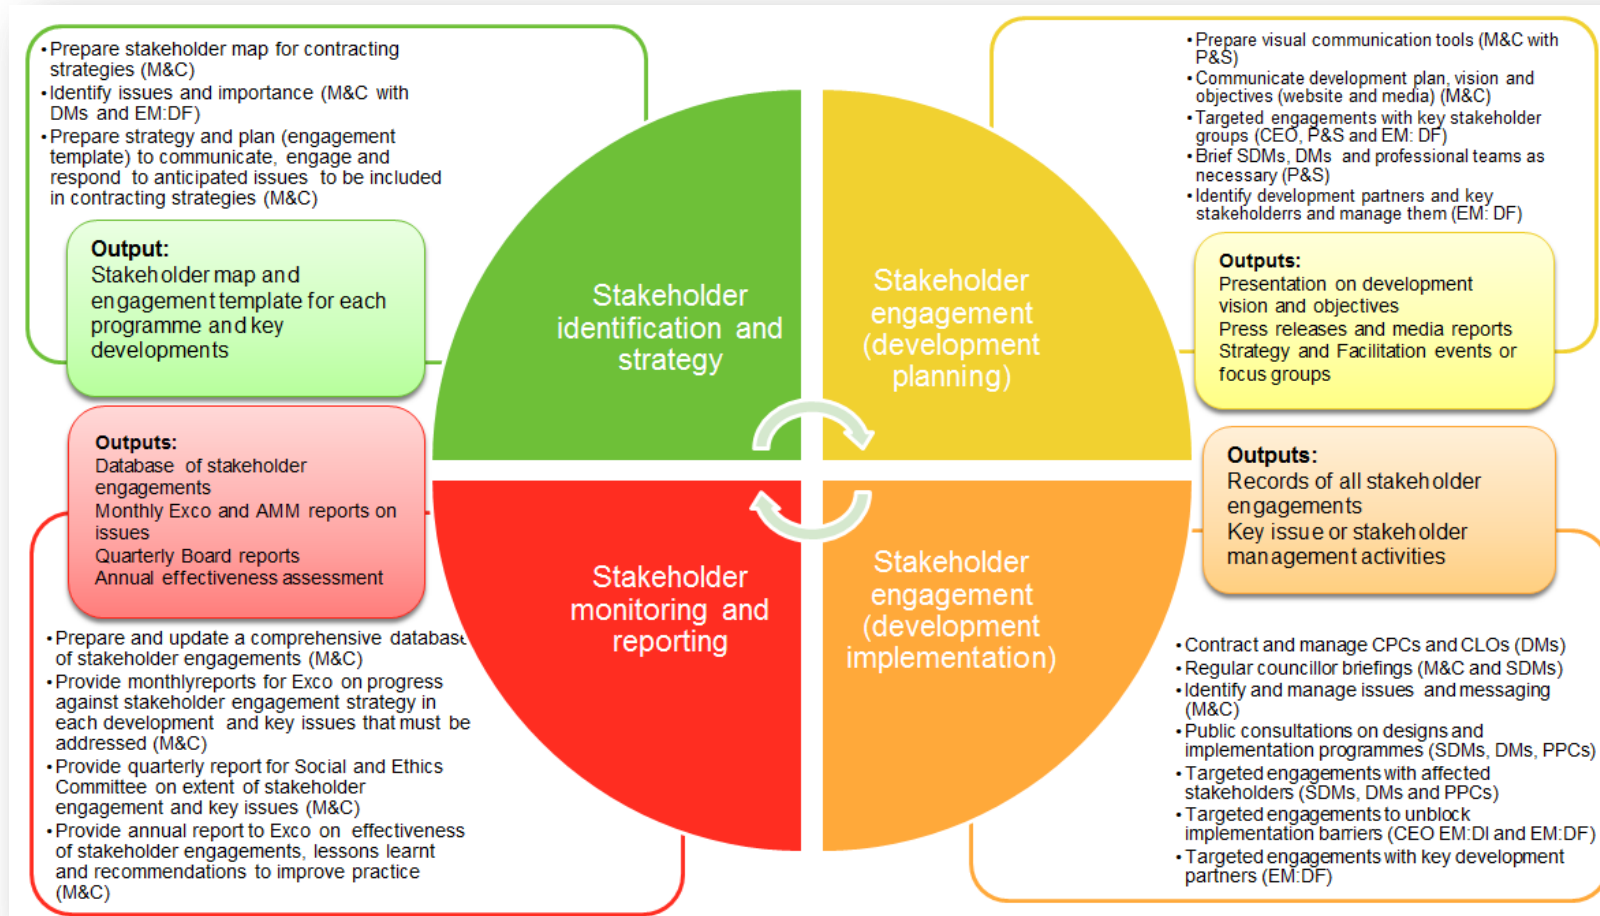 •Prepare stakeholder map for contracting
strategies (M&C)
•Identify issues and importance (M&C with
DMs and EM:DF)
•Prepare strategy and plan (engagement
template) to communicate, engage and
respond to anticipated issues to be included
in contracting strategies (M&C)
Output:
Stakeholder map and
engagement template for each
programme and key
developments
Stakeholder
identification and
strategy
•Prepare visual communication tools (M&C with
P&S)
•Communicate development plan, vision and
objectives (website and media) (M&C)
•Targeted engagements with key stakeholder
groups (CEO, P&S and EM: DF)
•Brief SDMs, DMs and professional teams as
necessary (P&S)
•Identify development partners and key
stakeholderrs and manage them (EM: DF)
Outputs:
Presentation on development
vision and objectives
Press releases and media reports
Strategy and Facilitation events or
focus groups
Stakeholder
engagement
(development
planning)
Outputs:
Database of stakeholder
engagements
Monthly Exco and AMM reports on
issues
Quarterly Board reports
Annual effectiveness assessment
Stakeholder
monitoring and
reporting
•Prepare and update a comprehensive database
of stakeholder engagements (M&C)
•Provide monthlyreports for Exco on progress
against stakeholder engagement strategy in
each development and key issues that must be
addressed (M&C)
•Provide quarterly report for Social and Ethics
Committee on extent of stakeholder
engagement and key issues (M&C)
•Provide annual report to Exco on effectiveness
of stakeholder engagements, lessons learnt
and recommendations to improve practice
(M&C)
Stakeholder
engagement
(development
implementation)
Outputs:
Records of all stakeholder
engagements
Key issue or stakeholder
management activities
•Contract and manage CPCs and CLOs (DMs)
•Regular councillor briefings (M&C and SDMs)
•Identify and manage issues and messaging
(M&C)
•Public consultations on designs and
implementation programmes (SDMs, DMs, PPCs)
•Targeted engagements with affected
stakeholders (SDMs, DMs and PPCs)
•Targeted engagements to unblock
implementation barriers (CEO EM:DI and EM:DF)
•Targeted engagements with key development
partners (EM:DF)